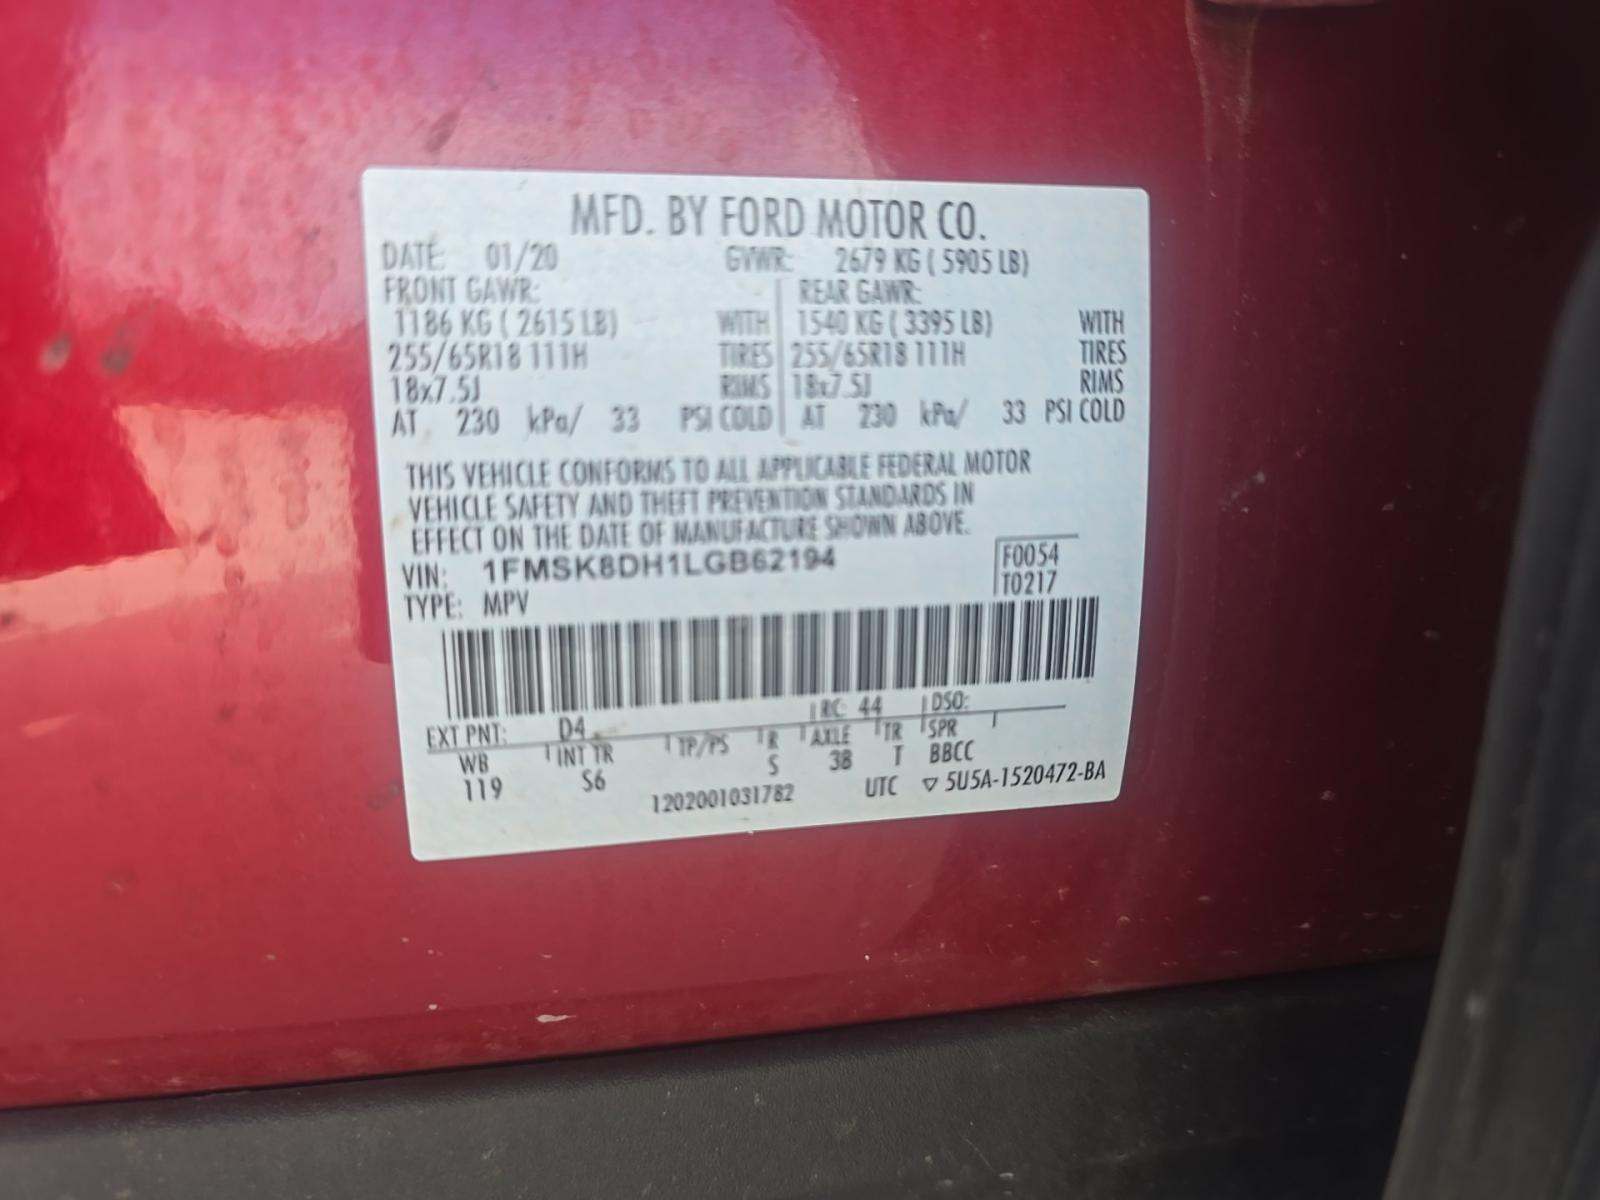 MFD. BY FORD MOTOR CO.
DATE: 01/20 GVWR: 2679 KG ( 5905 LB)
FRONT GAWR: REAR GAWR:
1186 KG ( 2615 LB) WITH 1540 KG ( 3395 LB) WITH
255/65R18 111H TIRES 255/65R18 111H TIRES
18x7.5J RIMS 18x7.5J RIMS
AT 230 kPa/ 33 PSI COLD AT 230 kPa/ 33 PSI COLD
THIS VEHICLE CONFORMS TO ALL APPLICABLE FEDERAL MOTOR
VEHICLE SAFETY AND THEFT PREVENTION STANDARDS IN
EFFECT ON THE DATE OF MANUFACTURE SHOWN ABOVE.
VIN: 1FMSK8DH1LGB62194 F0054
TYPE: MPV T0217
EXT PNT: D4 RC: 44 DSO:
WB INT TR TP/PS R AXLE TR SPR
119 S6 S 38 T BBCC
1202001031782 UTC ▽ 5U5A-1520472-BA